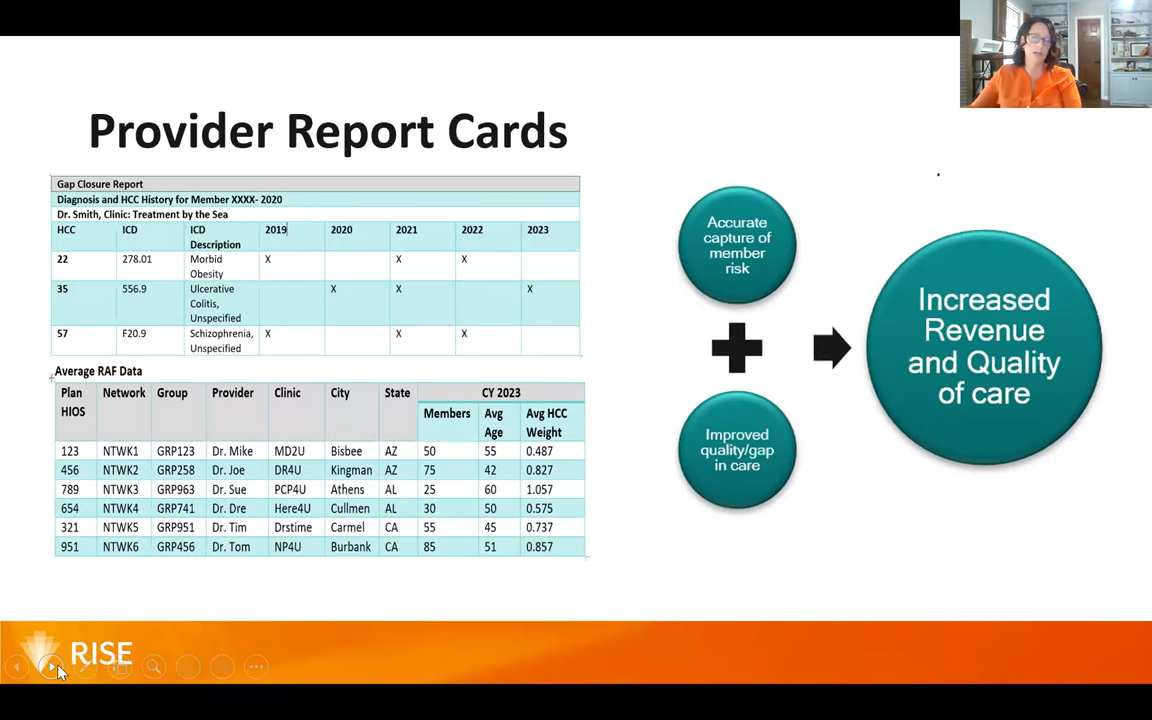 Provider Report Cards
Gap Closure Report
Diagnosis and HCC History for Member XXXX- 2020
Dr. Smith, Clinic: Treatment by the Sea
HCC ICD ICD Description 2019 2020 2021 2022 2023
22 278.01 Morbid Obesity X X X
35 556.9 Ulcerative Colitis, Unspecified X X X
57 F20.9 Schizophrenia, Unspecified X X X
Average RAF Data
Plan HIOS Network Group Provider Clinic City State CY 2023
Members Avg Age Avg HCC Weight
123 NTWK1 GRP123 Dr. Mike MD2U Bisbee AZ 50 55 0.487
456 NTWK2 GRP258 Dr. Joe DR4U Kingman AZ 75 42 0.827
789 NTWK3 GRP963 Dr. Sue PCP4U Athens AL 25 60 1.057
654 NTWK4 GRP741 Dr. Dre Here4U Cullmen AL 30 50 0.575
321 NTWK5 GRP951 Dr. Tim Drstime Carmel CA 55 45 0.737
951 NTWK6 GRP456 Dr. Tom NP4U Burbank CA 85 51 0.857
Accurate
capture of
member
risk
Improved
quality/gap
in care
Increased
Revenue
and Quality
of care
RISE